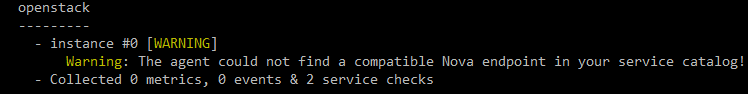 openstack
---------
- instance #0 [WARNING]
Warning: The agent could not find a compatible Nova endpoint in your service catalog!
- Collected 0 metrics, 0 events & 2 service checks